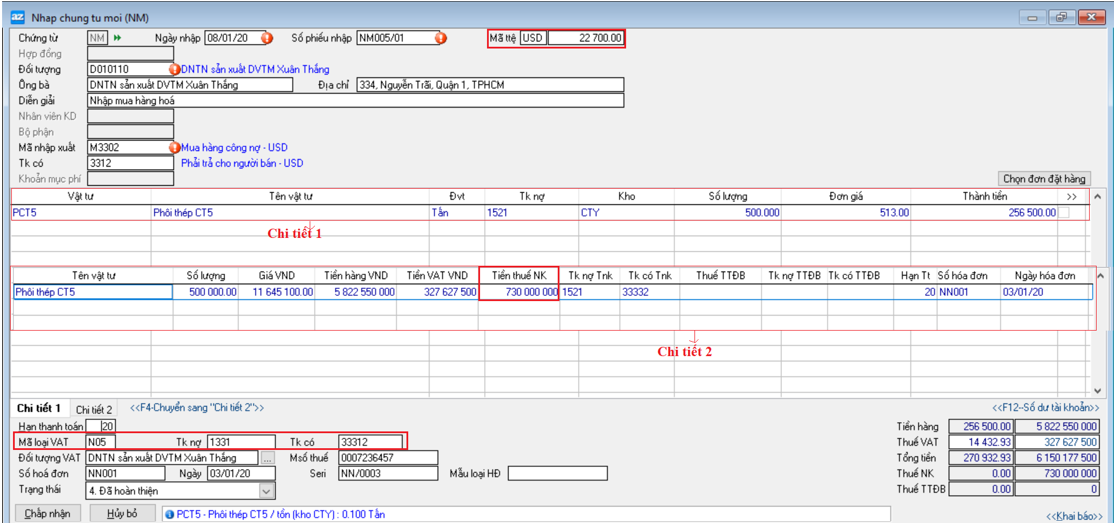 az Nhap chung tu moi (NM)
Chứng từ NM Ngày nhập 08/01/20 Số phiếu nhập NM005/01 Mã ttệ USD 22 700.00
Hợp đồng
Đối tượng D010110 DNTN sản xuất DVTM Xuân Thắng
Ông bà DNTN sản xuất DVTM Xuân Thắng Địa chỉ 334, Nguyễn Trãi, Quận 1, TPHCM
Diễn giải Nhập mua hàng hoá
Nhân viên KD
Bộ phận
Mã nhập xuất M3302 Mua hàng công nợ - USD
Tk có 3312 Phải trả cho người bán - USD
Khoản mục phí Chọn đơn đặt hàng
Vật tư Tên vật tư Đvt Tk nợ Kho Số lượng Đơn giá Thành tiền >>
PCT5 Phôi thép CT5 Tấn 1521 CTY 500.000 513.00 256 500.00
Chi tiết 1
Tên vật tư Số lượng Giá VND Tiền hàng VND Tiền VAT VND Tiền thuế NK Tk nợ Tnk Tk có Tnk Thuế TTĐB Tk nợ TTĐB Tk có TTĐB Hạn Tt Số hóa đơn Ngày hóa đơn
Phôi thép CT5 500 000.00 11 645 100.00 5 822 550 000 327 627 500 730 000 000 1521 33332 20 NN001 03/01/20
Chi tiết 2
Chi tiết 1 Chi tiết 2 <<F4-Chuyển sang "Chi tiết 2">> <<F12--Số dư tài khoản>>
Hạn thanh toán 20 Tiền hàng 256 500.00 5 822 550 000
Mã loại VAT N05 Tk nợ 1331 Tk có 33312 Thuế VAT 14 432.93 327 627 500
Đối tượng VAT DNTN sản xuất DVTM Xuân Thắng ... Msố thuế 0007236457 Tổng tiền 270 932.93 6 150 177 500
Số hoá đơn NN001 Ngày 03/01/20 Seri NN/0003 Mẫu loại HĐ Thuế NK 0.00 730 000 000
Trạng thái 4. Đã hoàn thiện Thuế TTĐB 0.00 0
Chấp nhận Hủy bỏ PCT5 - Phôi thép CT5 / tồn (kho CTY) : 0.100 Tấn <<Khai báo>>